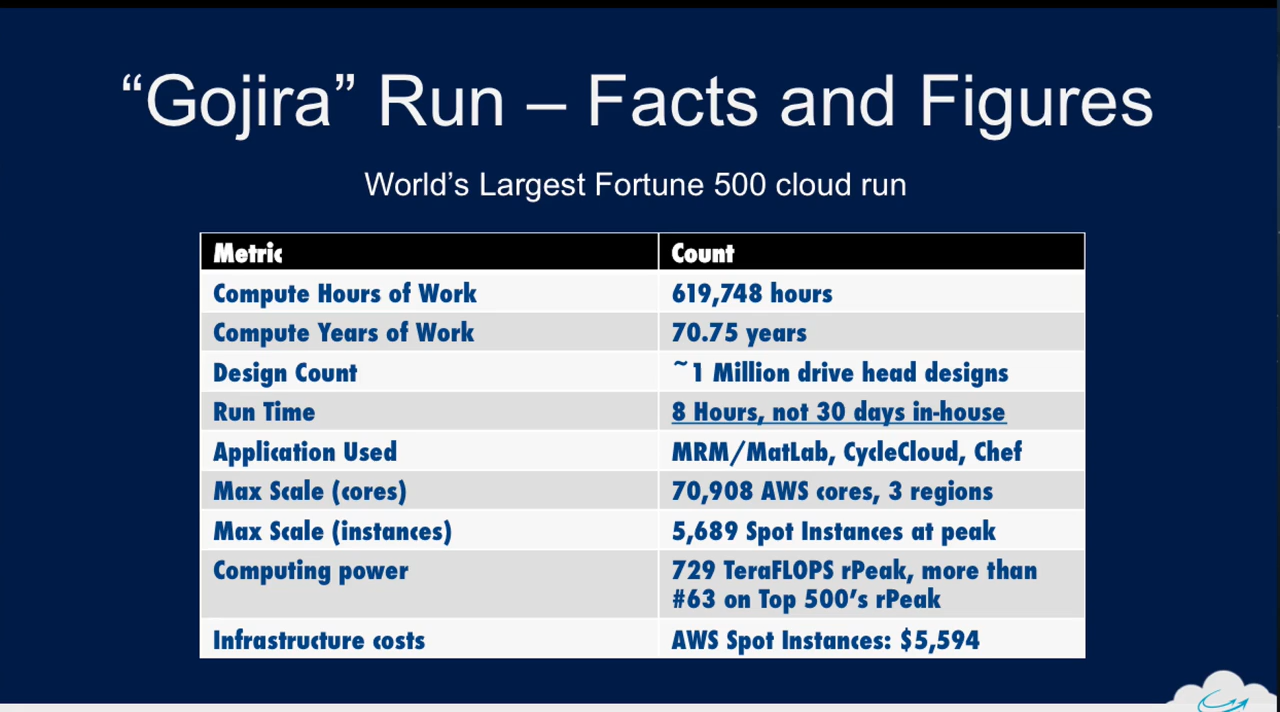 “Gojira” Run – Facts and Figures
World’s Largest Fortune 500 cloud run
Metric Count
Compute Hours of Work 619,748 hours
Compute Years of Work 70.75 years
Design Count ~1 Million drive head designs
Run Time 8 Hours, not 30 days in-house
Application Used MRM/MatLab, CycleCloud, Chef
Max Scale (cores) 70,908 AWS cores, 3 regions
Max Scale (instances) 5,689 Spot Instances at peak
Computing power 729 TeraFLOPS rPeak, more than
#63 on Top 500’s rPeak
Infrastructure costs AWS Spot Instances: $5,594